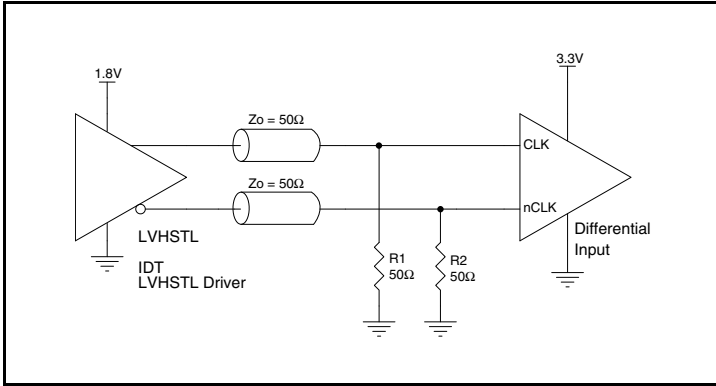 1.8V
3.3V
Zo = 50Ω
CLK
Zo = 50Ω
nCLK
LVHSTL
IDT
LVHSTL Driver
R1
50Ω
R2
50Ω
Differential
Input